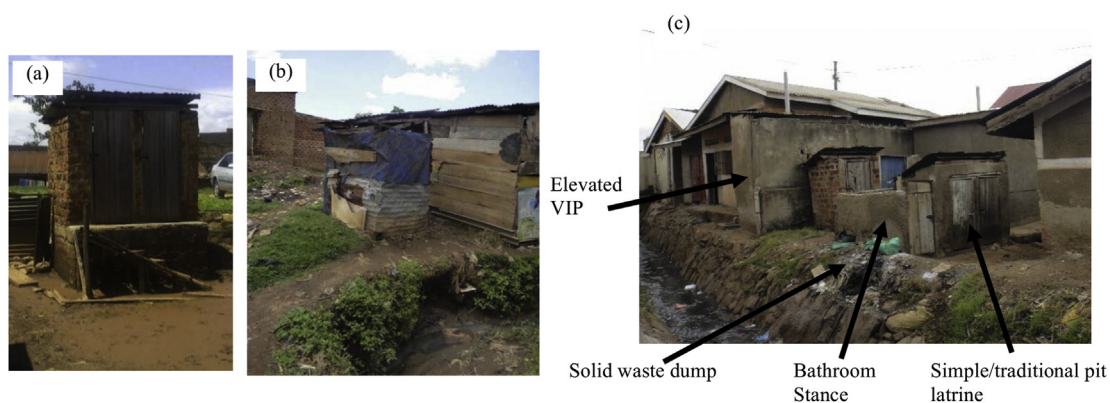 (a)
(b)
(c)
Elevated
VIP
Solid waste dump
Bathroom
Stance
Simple/traditional pit
latrine